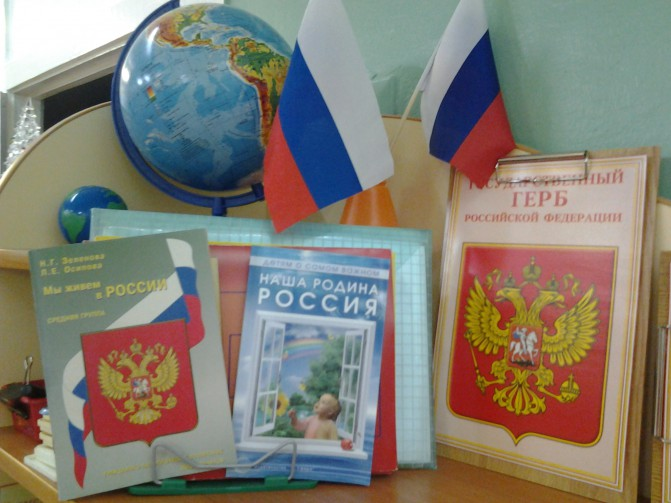 Н.Г. Зеленова
Л.Е. Осипова
Мы живем
в РОССИИ
СРЕДНЯЯ ГРУППА
ДЕТЯМ О САМОМ ВАЖНОМ
НАША РОДИНА
РОССИЯ
ГОСУДАРСТВЕННЫЙ
ГЕРБ
РОССИЙСКОЙ ФЕДЕРАЦИИ